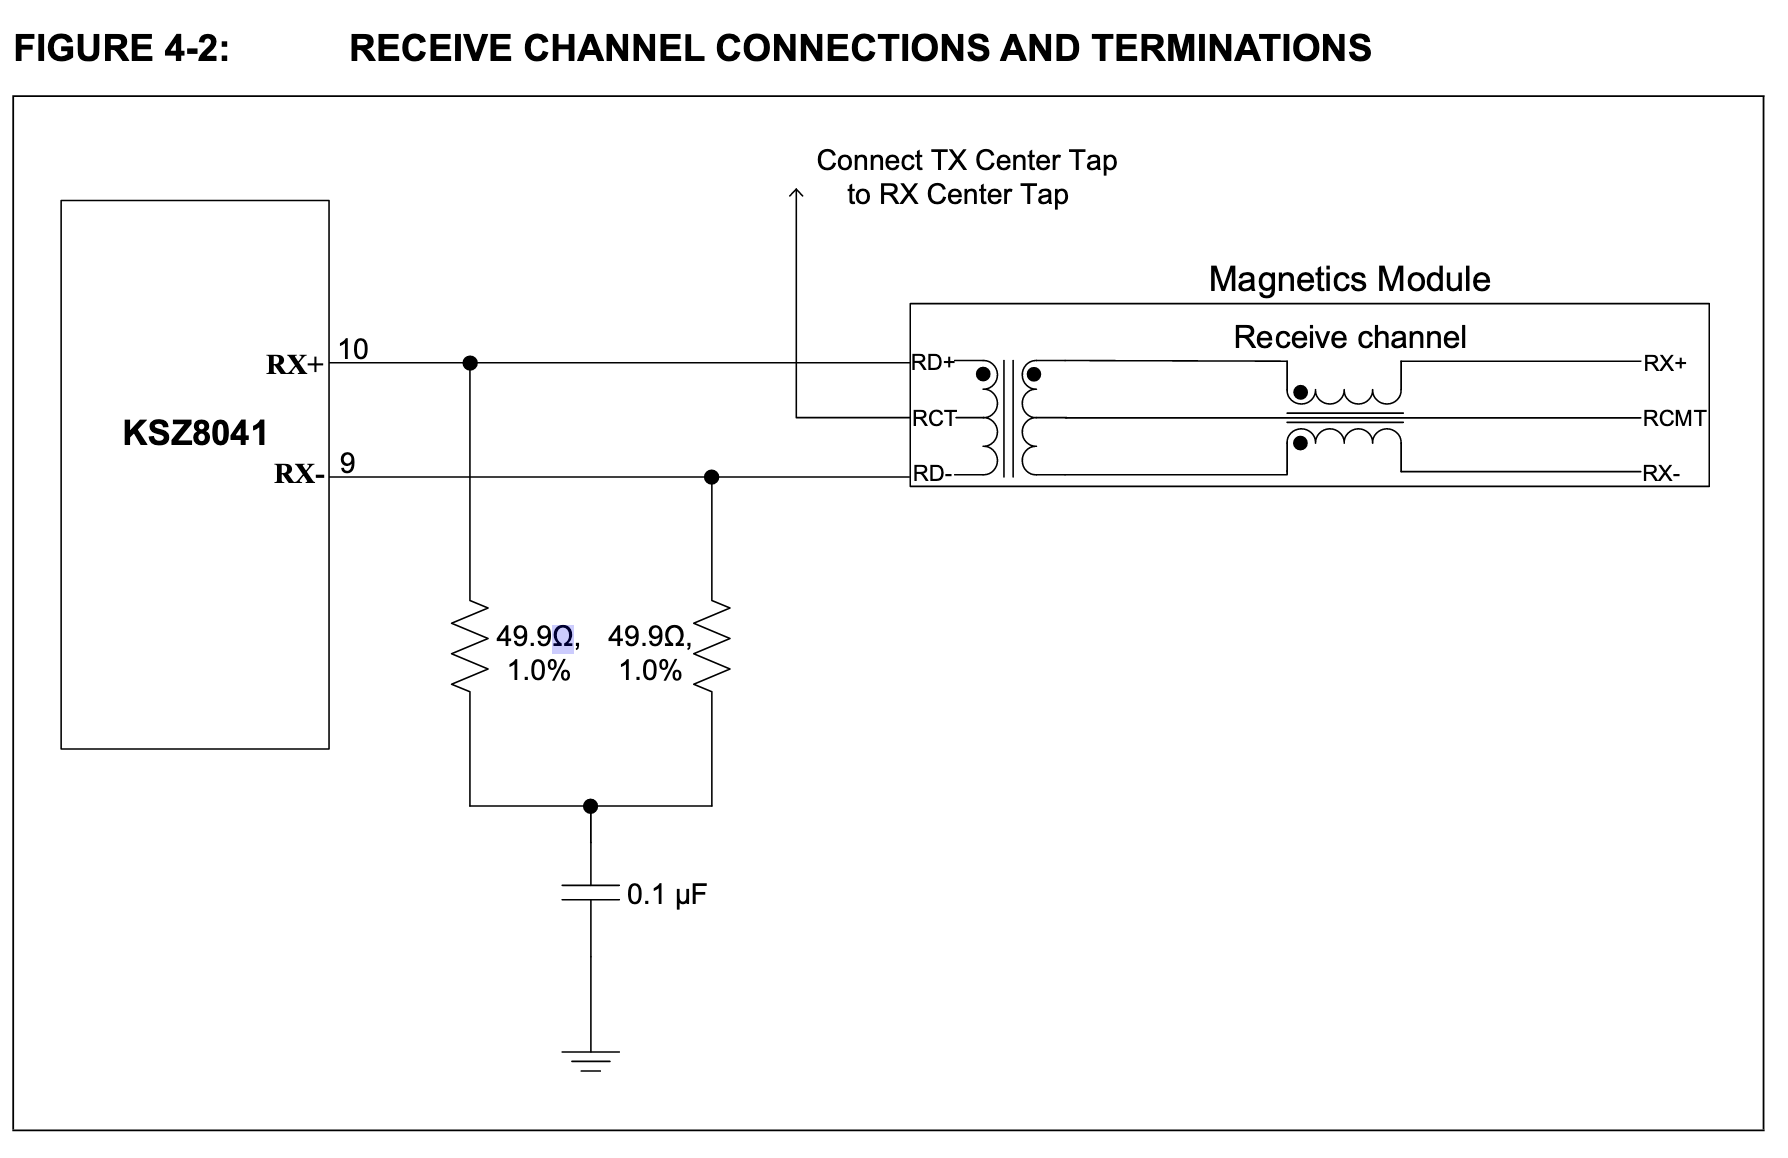 FIGURE 4-2: RECEIVE CHANNEL CONNECTIONS AND TERMINATIONS
Connect TX Center Tap
to RX Center Tap
Magnetics Module
Receive channel
RX+ 10
RD+
RX+
KSZ8041
RCT
RCMT
RX- 9
RD-
RX-
49.9Ω,
1.0%
49.9Ω,
1.0%
0.1 µF